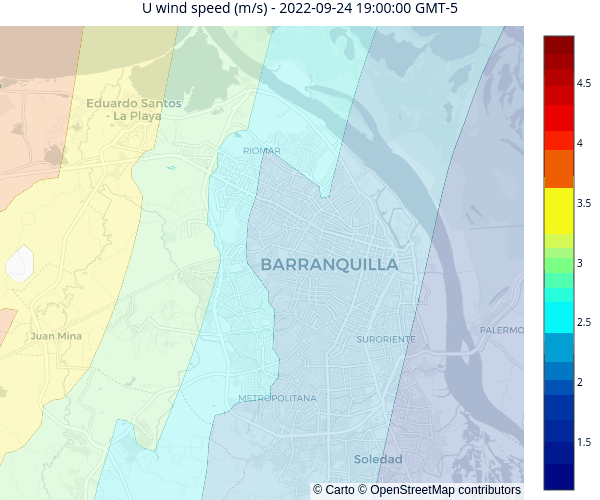 U wind speed (m/s) - 2022-09-24 19:00:00 GMT-5
Eduardo Santos
- La Playa
RIOMAR
BARRANQUILLA
Juan Mina
SURORIENTE
PALERMO
METROPOLITANA
Soledad
© Carto © OpenStreetMap contributors
4.5
4
3.5
3
2.5
2
1.5